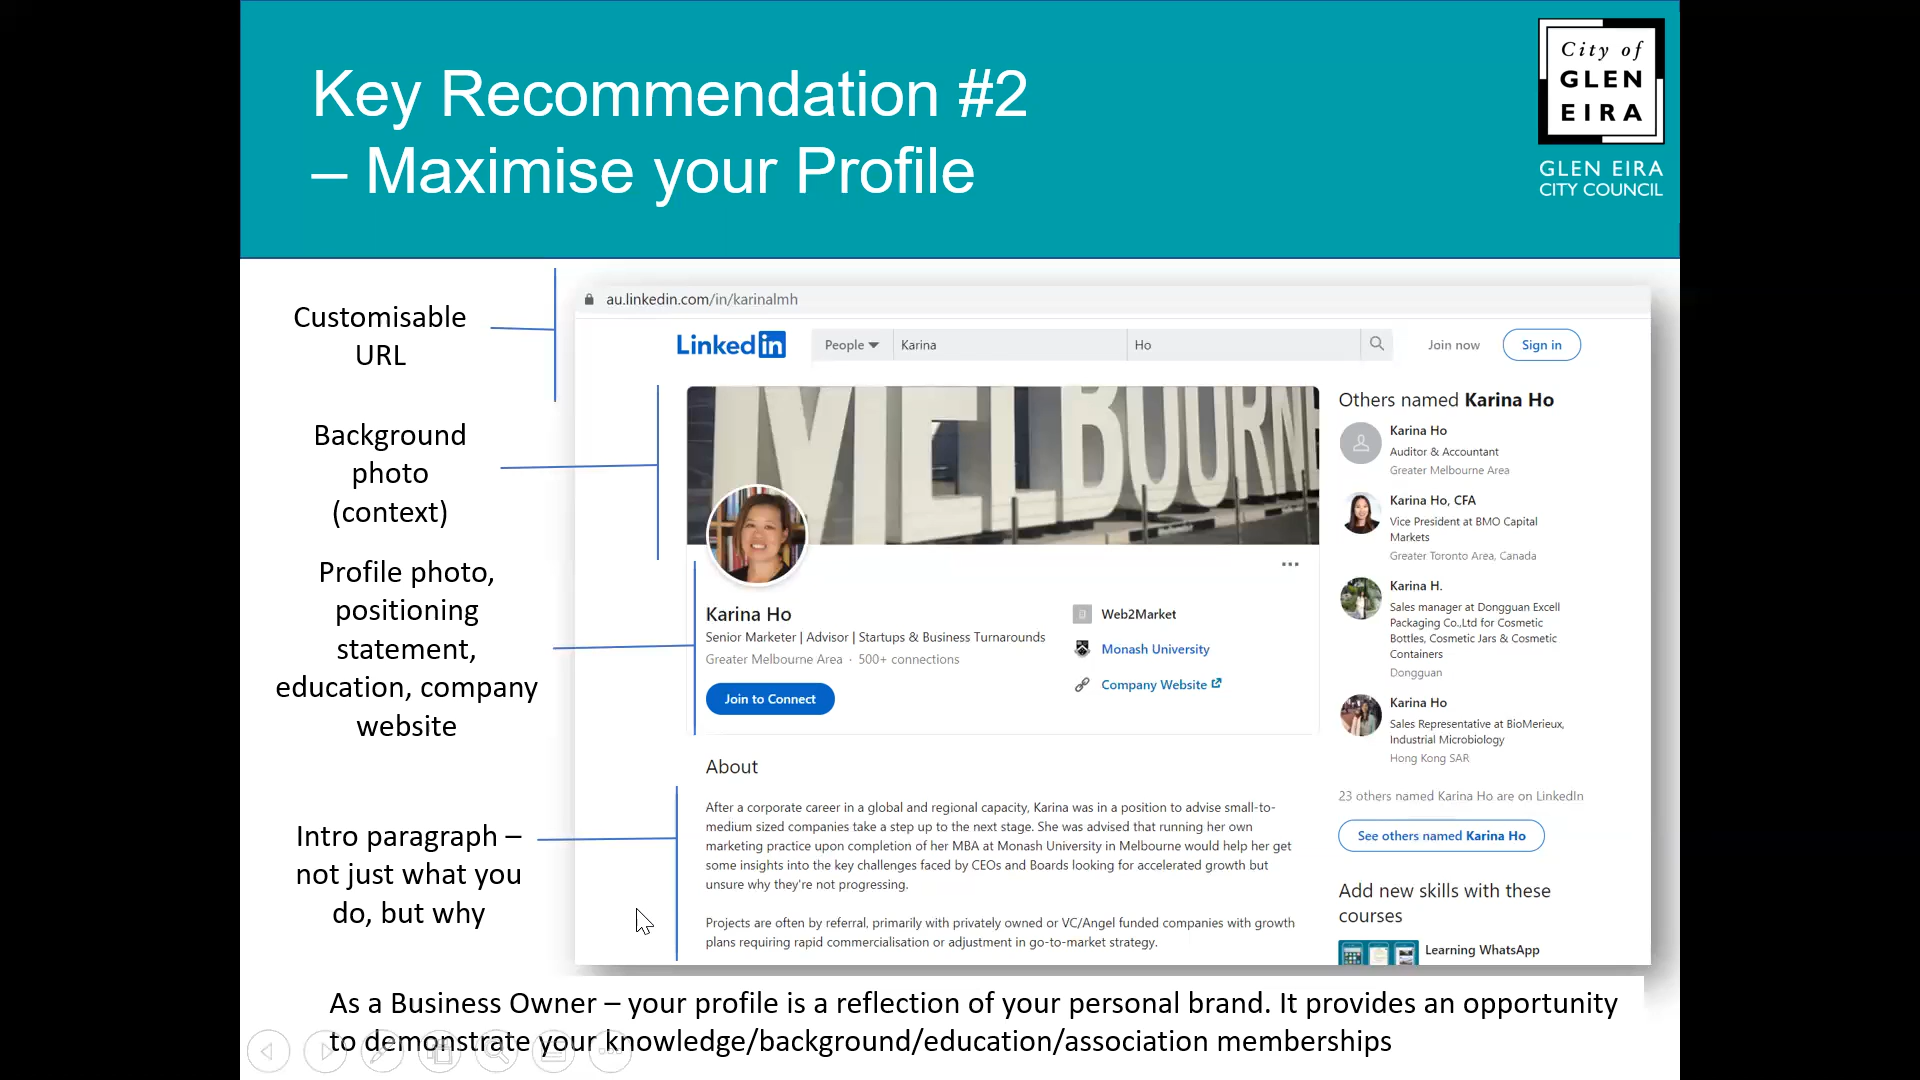 Key Recommendation #2
– Maximise your Profile
City of
GLEN
EIRA
GLEN EIRA
CITY COUNCIL
Customisable
URL
Background
photo
(context)
Profile photo,
positioning
statement,
education, company
website
Intro paragraph –
not just what you
do, but why
au.linkedin.com/in/karinalmh
Linkedin
People
Karina
Ho
Join now
Sign in
MELBOURNE
Karina Ho
Senior Marketer | Advisor | Startups & Business Turnarounds
Greater Melbourne Area · 500+ connections
Join to Connect
Web2Market
Monash University
Company Website
About
After a corporate career in a global and regional capacity, Karina was in a position to advise small-to-
medium sized companies take a step up to the next stage. She was advised that running her own
marketing practice upon completion of her MBA at Monash University in Melbourne would help her get
some insights into the key challenges faced by CEOs and Boards looking for accelerated growth but
unsure why they're not progressing.
Projects are often by referral, primarily with privately owned or VC/Angel funded companies with growth
plans requiring rapid commercialisation or adjustment in go-to-market strategy.
Others named Karina Ho
Karina Ho
Auditor & Accountant
Greater Melbourne Area
Karina Ho, CFA
Vice President at BMO Capital
Markets
Greater Toronto Area, Canada
Karina H.
Sales manager at Dongguan Excell
Packaging Co.,Ltd for Cosmetic
Bottles, Cosmetic Jars & Cosmetic
Containers
Dongguan
Karina Ho
Sales Representative at BioMerieux,
Industrial Microbiology
Hong Kong SAR
23 others named Karina Ho are on LinkedIn
See others named Karina Ho
Add new skills with these
courses
Learning WhatsApp
As a Business Owner – your profile is a reflection of your personal brand. It provides an opportunity
to demonstrate your knowledge/background/education/association memberships